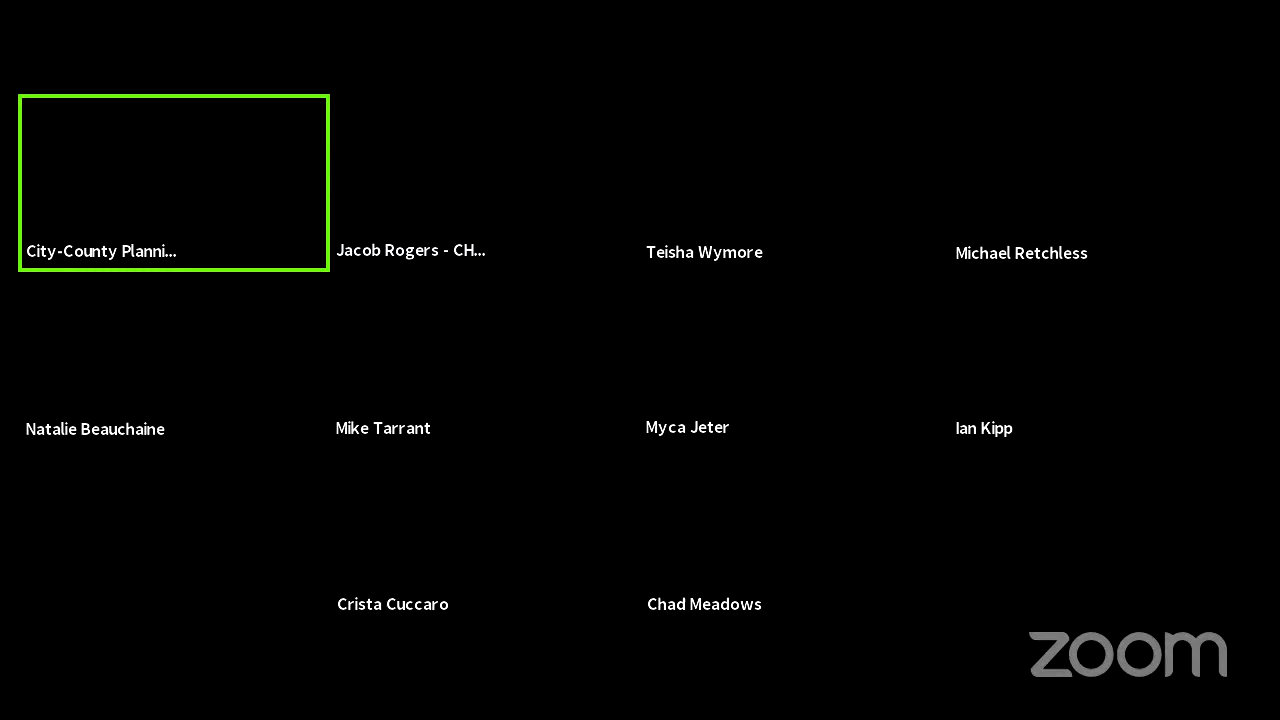 City-County Planni...
Jacob Rogers - CH...
Teisha Wymore
Michael Retchless
Natalie Beauchaine
Mike Tarrant
Myca Jeter
Ian Kipp
Crista Cuccaro
Chad Meadows
zoom